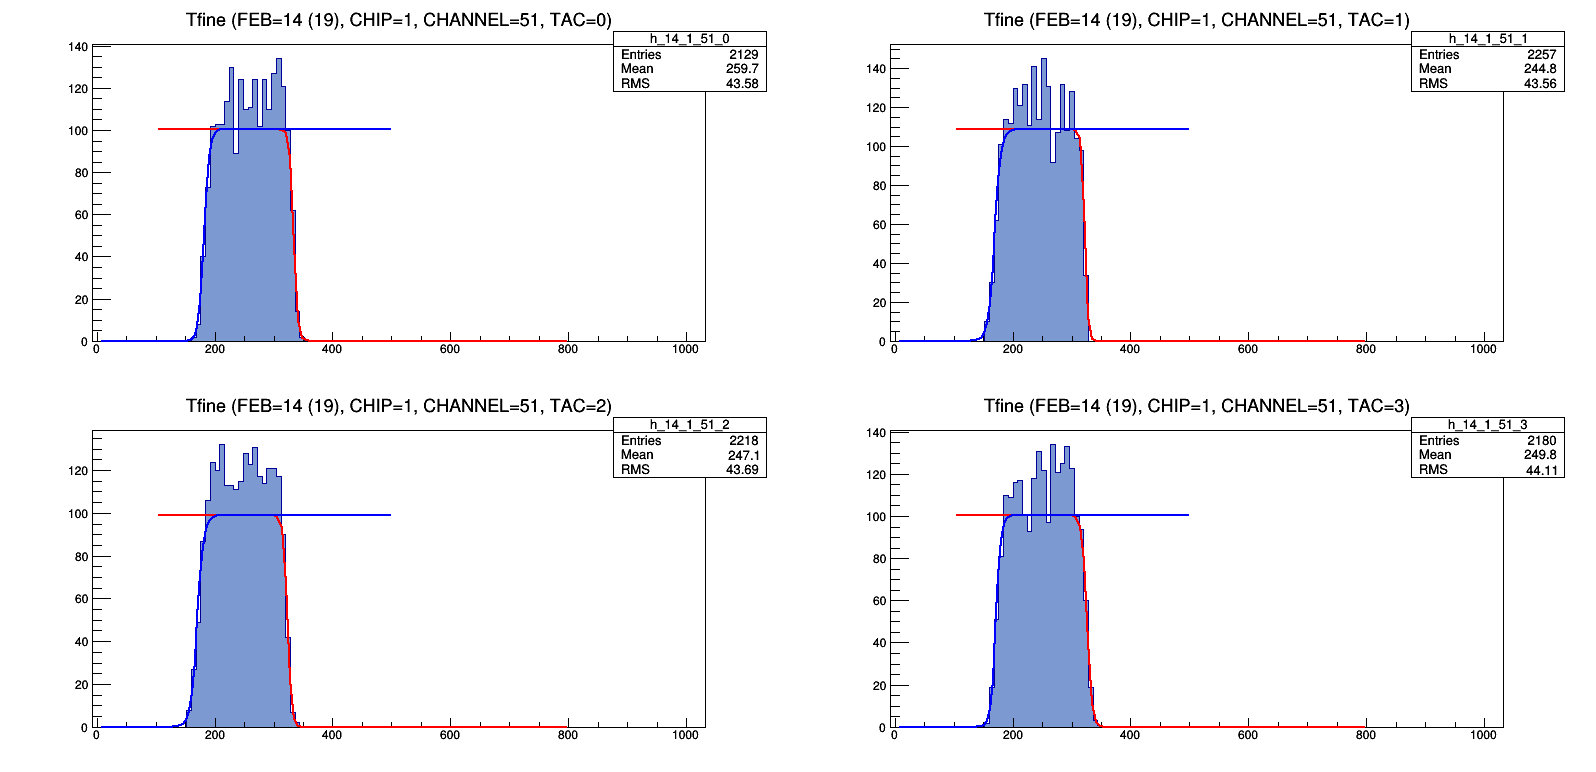 Tfine (FEB=14 (19), CHIP=1, CHANNEL=51, TAC=0)
h_14_1_51_0
Entries 2129
Mean 259.7
RMS 43.58
140
120
100
80
60
40
20
0
0 200 400 600 800 1000
Tfine (FEB=14 (19), CHIP=1, CHANNEL=51, TAC=1)
h_14_1_51_1
Entries 2257
Mean 244.8
RMS 43.56
140
120
100
80
60
40
20
0
0 200 400 600 800 1000
Tfine (FEB=14 (19), CHIP=1, CHANNEL=51, TAC=2)
h_14_1_51_2
Entries 2218
Mean 247.1
RMS 43.69
120
100
80
60
40
20
0
0 200 400 600 800 1000
Tfine (FEB=14 (19), CHIP=1, CHANNEL=51, TAC=3)
h_14_1_51_3
Entries 2180
Mean 249.8
RMS 44.11
140
120
100
80
60
40
20
0
0 200 400 600 800 1000